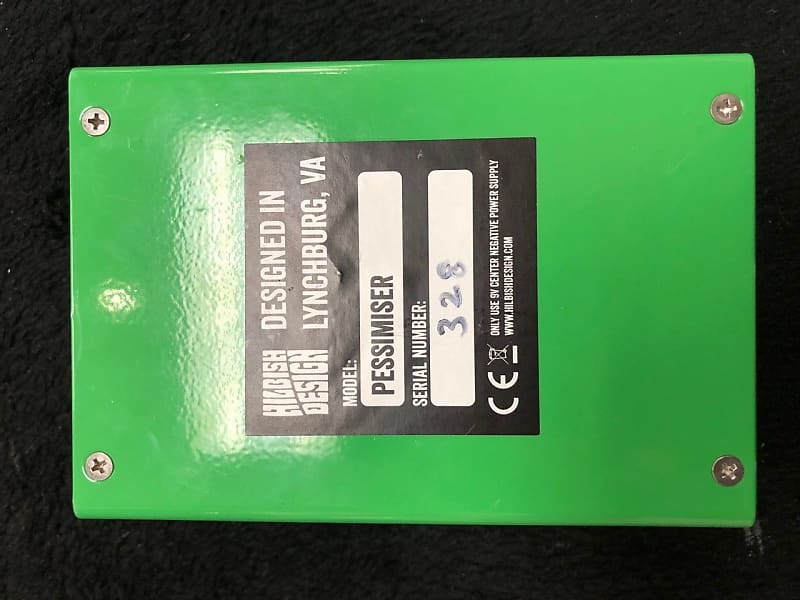 HILBISH
DESIGN
DESIGNED IN
LYNCHBURG, VA
MODEL:
PESSIMISER
SERIAL NUMBER:
328
CE
ONLY USE 9V CENTER NEGATIVE POWER SUPPLY
WWW.HILBISHDESIGN.COM